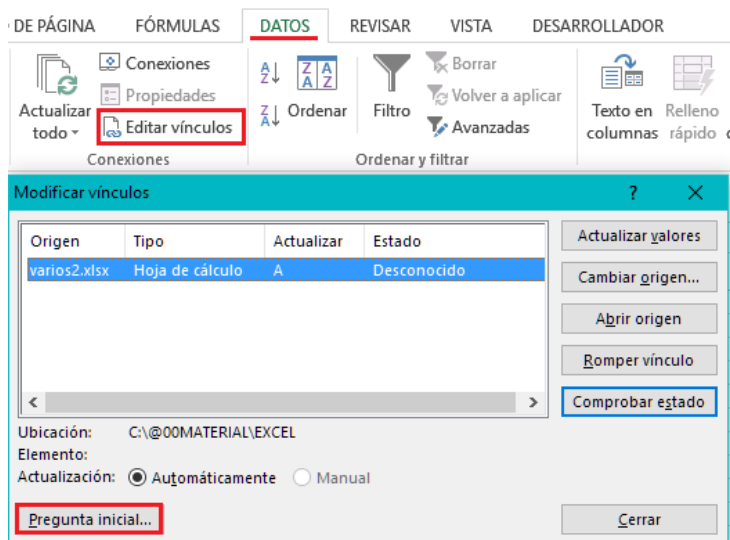 DE PÁGINA FÓRMULAS DATOS REVISAR VISTA DESARROLLADOR
Actualizar todo
Conexiones
Propiedades
Editar vínculos
Conexiones
Ordenar
Filtro
Borrar
Volver a aplicar
Avanzadas
Ordenar y filtrar
Texto en columnas
Relleno rápido
Modificar vínculos
Origen Tipo Actualizar Estado
varios2.xlsx Hoja de cálculo A Desconocido
Actualizar valores
Cambiar origen...
Abrir origen
Romper vínculo
Comprobar estado
Ubicación: C:\@00MATERIAL\EXCEL
Elemento:
Actualización: Automáticamente Manual
Pregunta inicial...
Cerrar